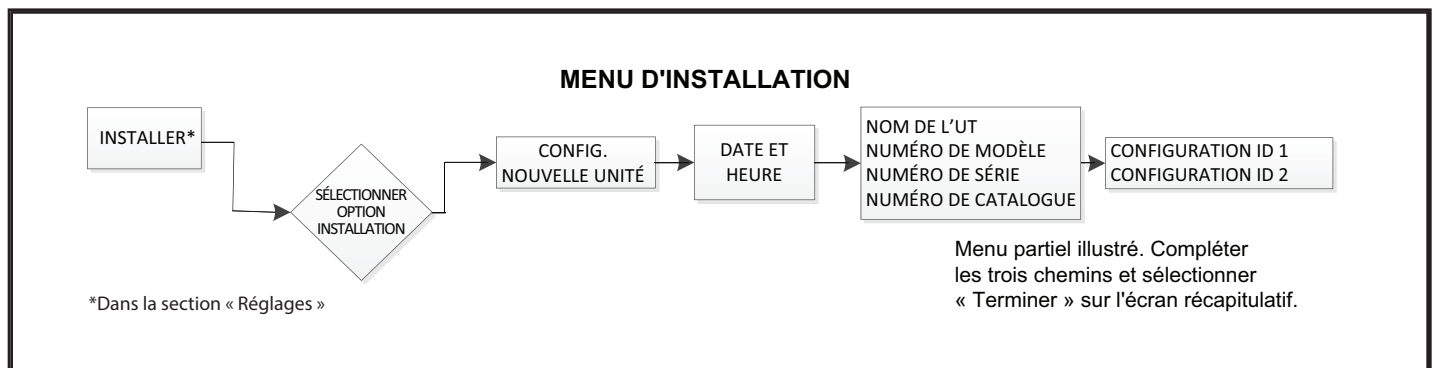 MENU D'INSTALLATION
INSTALLER*
SÉLECTIONNER
OPTION
INSTALLATION
CONFIG.
NOUVELLE UNITÉ
DATE ET
HEURE
NOM DE L’UT
NUMÉRO DE MODÈLE
NUMÉRO DE SÉRIE
NUMÉRO DE CATALOGUE
CONFIGURATION ID 1
CONFIGURATION ID 2
Menu partiel illustré. Compléter
les trois chemins et sélectionner
« Terminer » sur l'écran récapitulatif.
*Dans la section « Réglages »